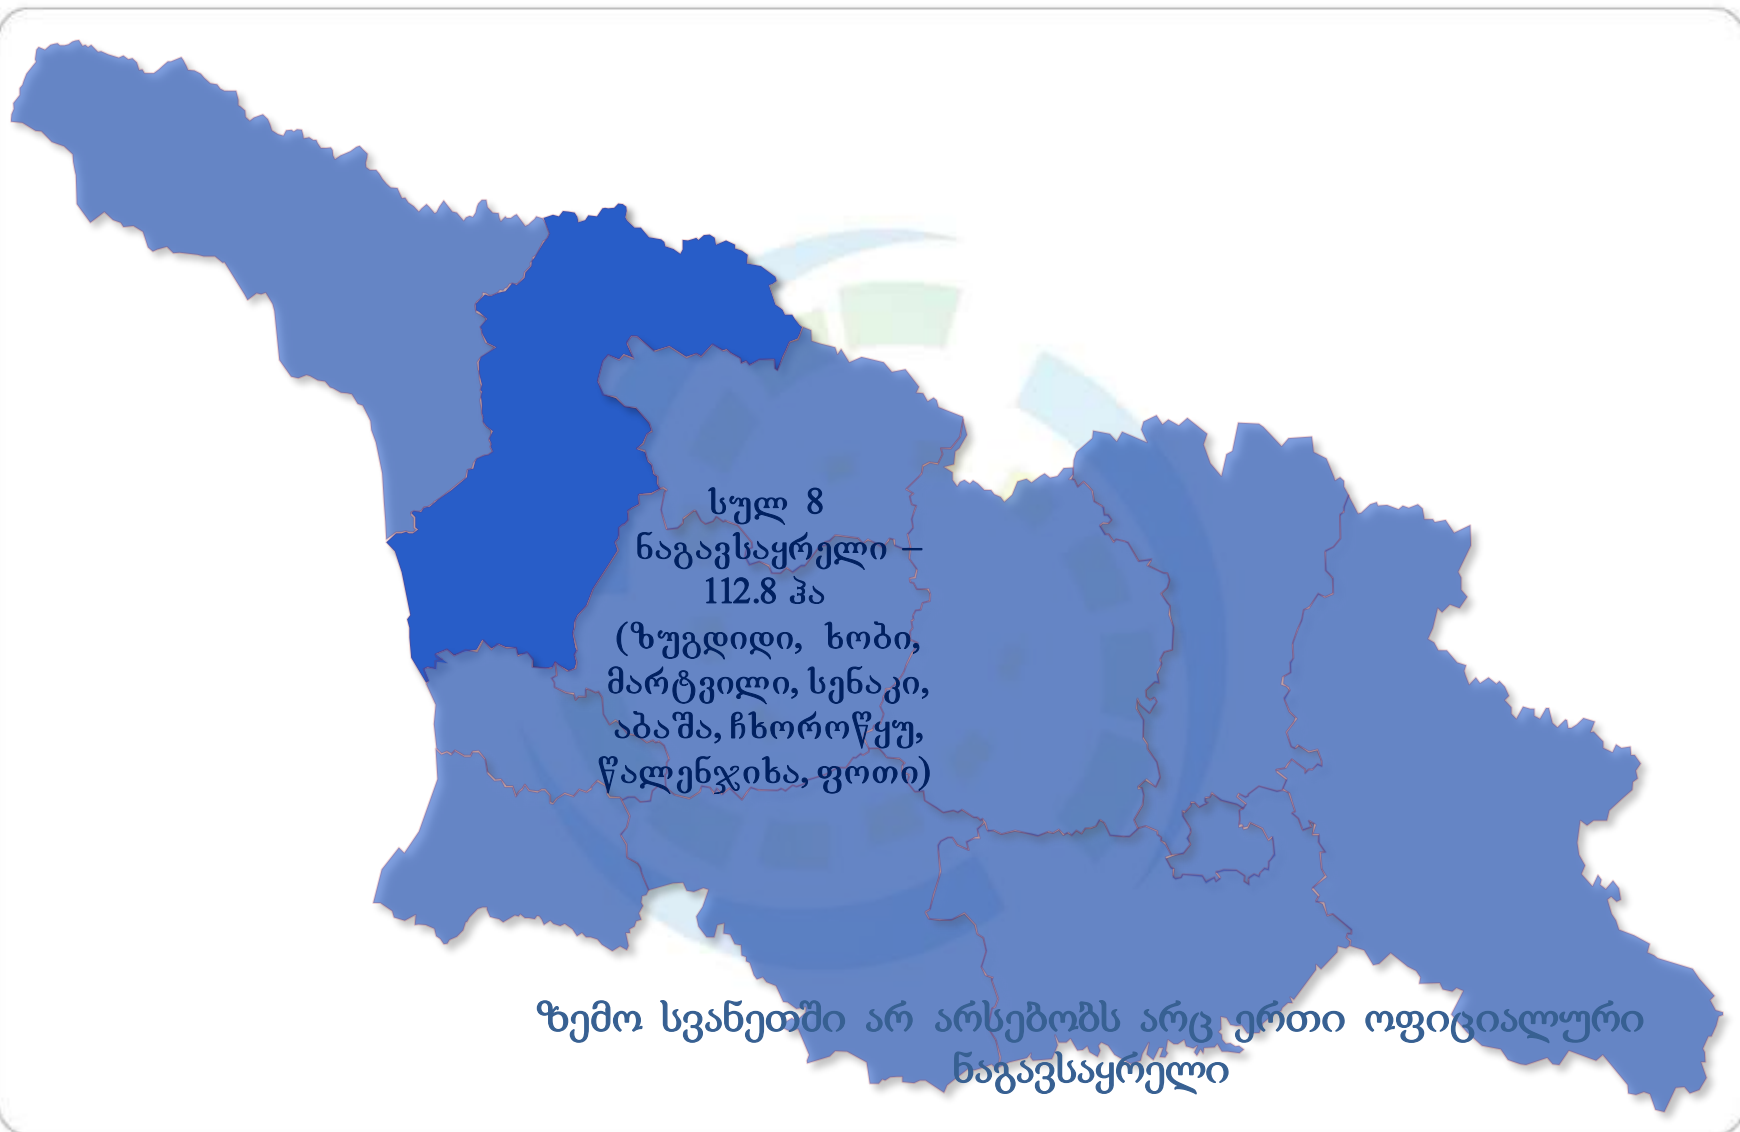 სულ 8
ნაგავსაყრელი –
112.8 ჰა
(ზუგდიდი, ხობი,
მარტვილი, სენაკი,
აბაშა, ჩხოროწყუ,
წალენჯიხა, ფოთი)
ზემო სვანეთში არ არსებობს არც ერთი ოფიციალური
ნაგავსაყრელი